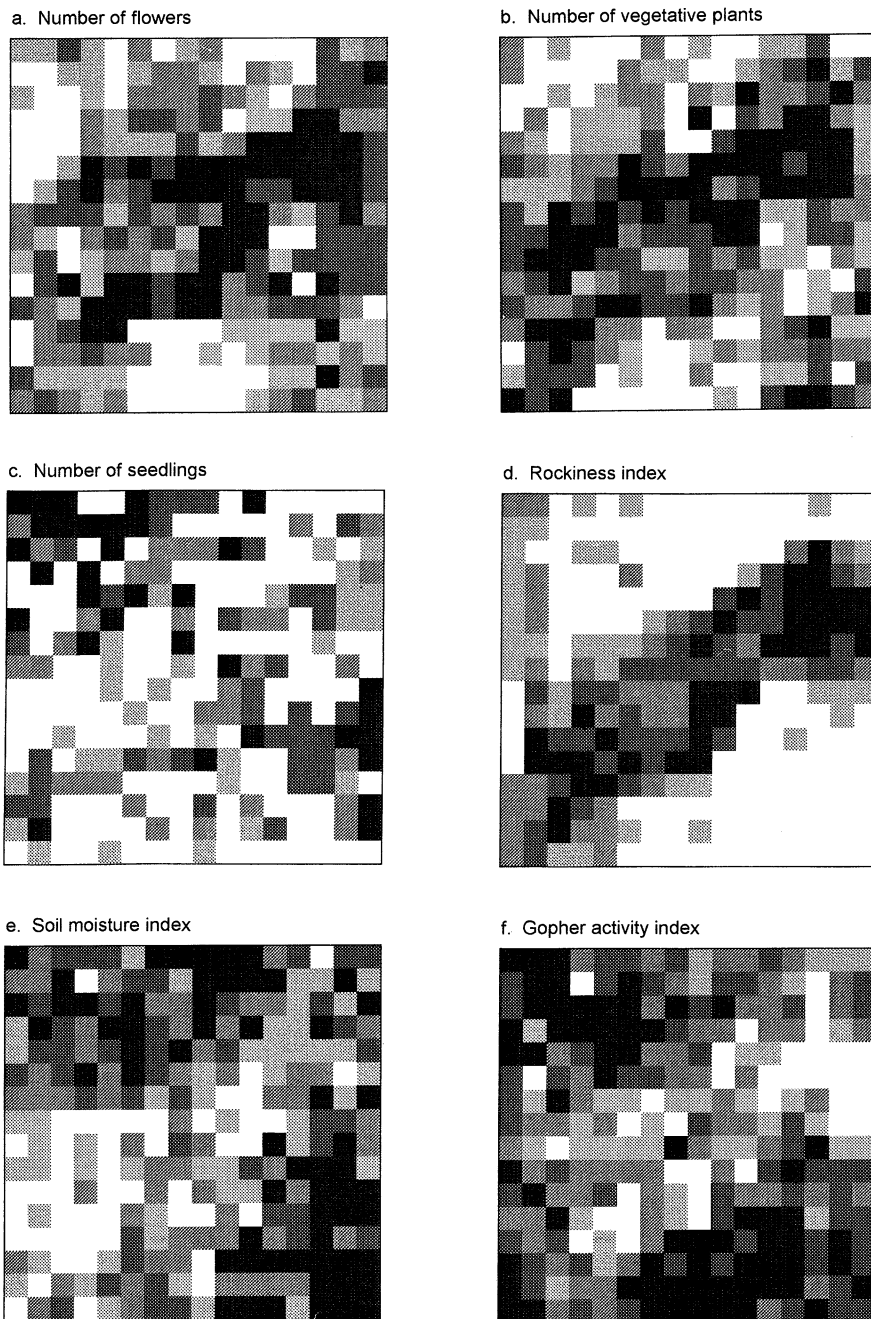 a. Number of flowers
b. Number of vegetative plants
c. Number of seedlings
d. Rockiness index
e. Soil moisture index
f. Gopher activity index